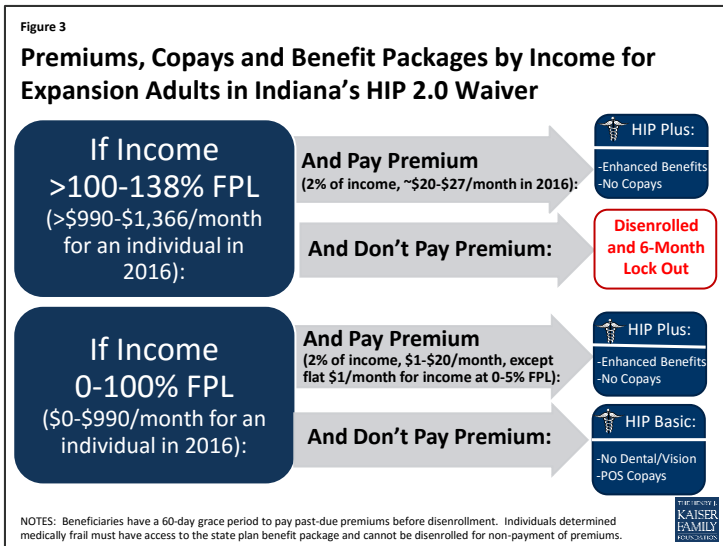 Figure 3
Premiums, Copays and Benefit Packages by Income for
Expansion Adults in Indiana's HIP 2.0 Waiver
If Income
>100-138% FPL
(>$990-$1,366/month
for an individual in
2016):
And Pay Premium
(2% of income, ~$20-$27/month in 2016):
HIP Plus:
-Enhanced Benefits
-No Copays
And Don't Pay Premium:
Disenrolled
and 6-Month
Lock Out
If Income
0-100% FPL
($0-$990/month for an
individual in 2016):
And Pay Premium
(2% of income, $1-$20/month, except
flat $1/month for income at 0-5% FPL):
HIP Plus:
-Enhanced Benefits
-No Copays
And Don't Pay Premium:
HIP Basic:
-No Dental/Vision
-POS Copays
NOTES: Beneficiaries have a 60-day grace period to pay past-due premiums before disenrollment. Individuals determined
medically frail must have access to the state plan benefit package and cannot be disenrolled for non-payment of premiums.
THE HENRY J.
KAISER
FAMILY
FOUNDATION